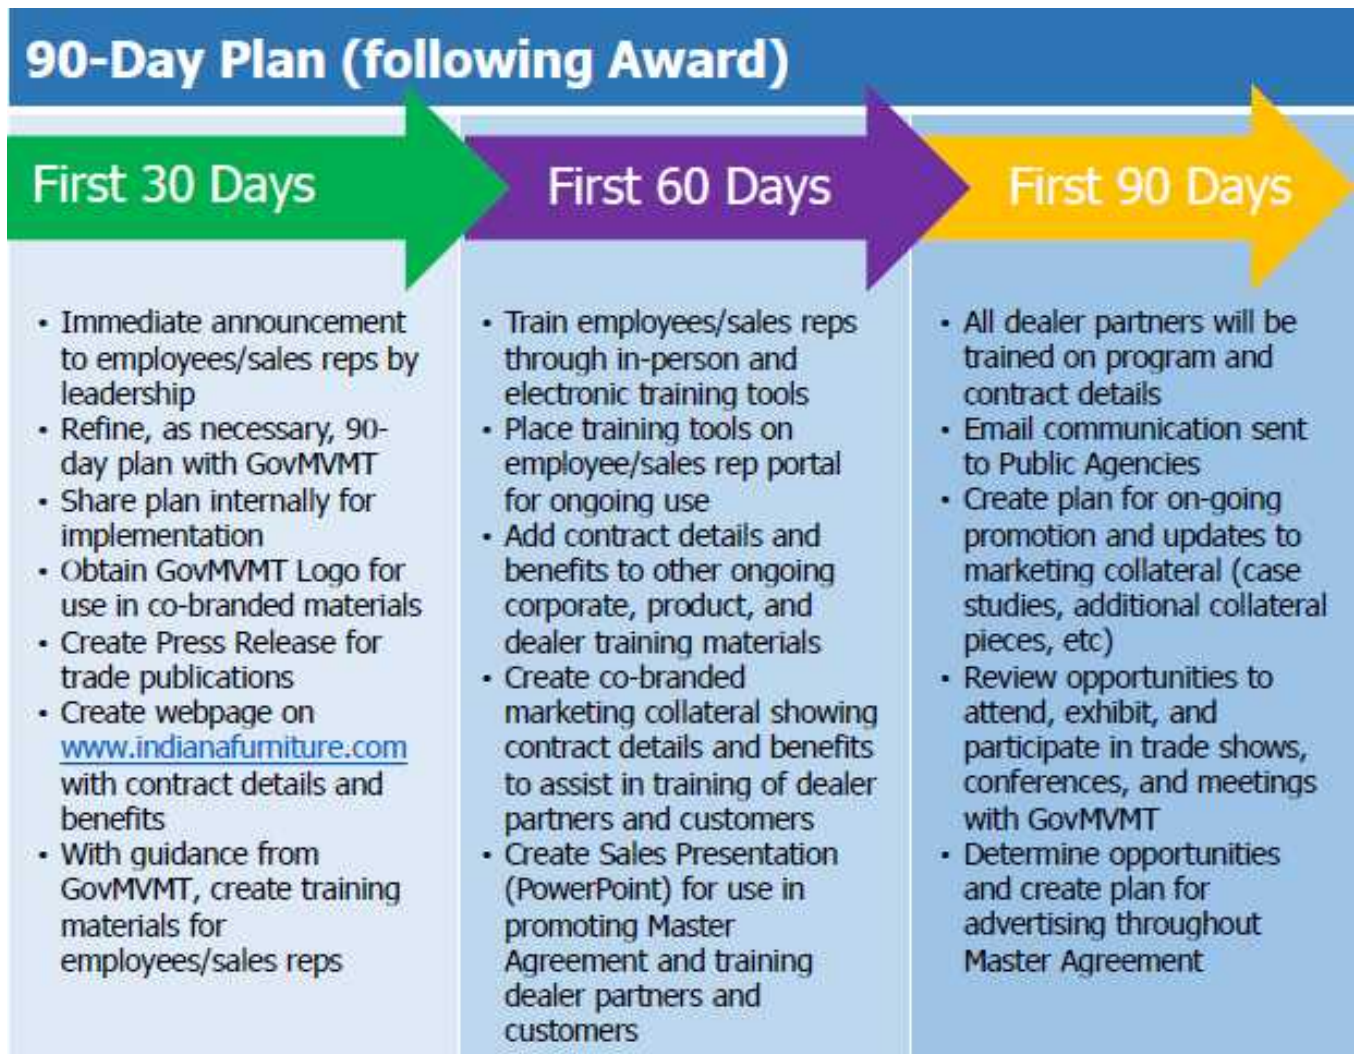 90-Day Plan (following Award)
First 30 Days
• Immediate announcement
to employees/sales reps by
leadership
• Refine, as necessary, 90-
day plan with GovMVMT
• Share plan internally for
implementation
• Obtain GovMVMT Logo for
use in co-branded materials
• Create Press Release for
trade publications
• Create webpage on
www.indianafurniture.com
with contract details and
benefits
• With guidance from
GovMVMT, create training
materials for
employees/sales reps
First 60 Days
• Train employees/sales reps
through in-person and
electronic training tools
• Place training tools on
employee/sales rep portal
for ongoing use
• Add contract details and
benefits to other ongoing
corporate, product, and
dealer training materials
• Create co-branded
marketing collateral showing
contract details and benefits
to assist in training of dealer
partners and customers
• Create Sales Presentation
(PowerPoint) for use in
promoting Master
Agreement and training
dealer partners and
customers
First 90 Days
• All dealer partners will be
trained on program and
contract details
• Email communication sent
to Public Agencies
• Create plan for on-going
promotion and updates to
marketing collateral (case
studies, additional collateral
pieces, etc)
• Review opportunities to
attend, exhibit, and
participate in trade shows,
conferences, and meetings
with GovMVMT
• Determine opportunities
and create plan for
advertising throughout
Master Agreement